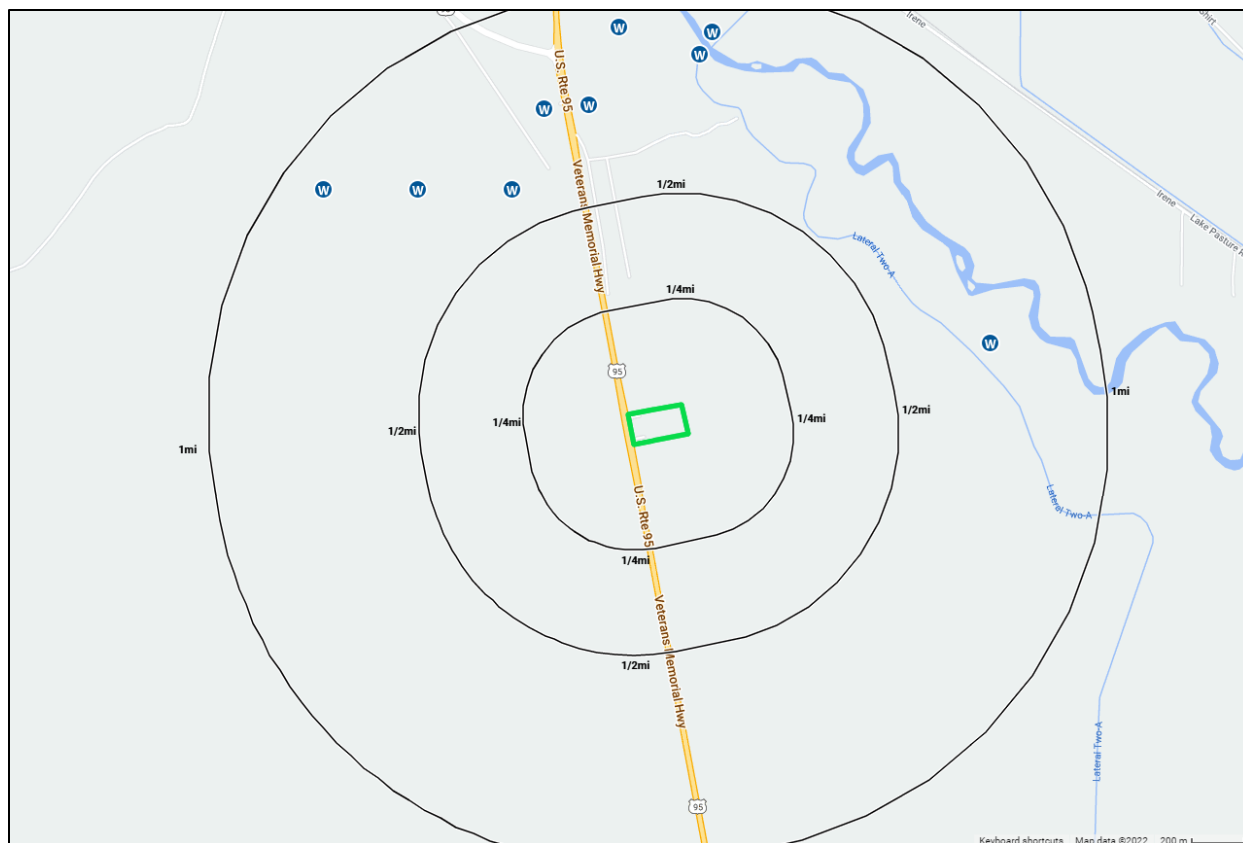 95
Irene
Shirt
W
W
W
U.S. Rte 95
W
W
Veterans Memorial Hwy
W
W
W
1/2mi
Irene
Lake Pasture R
Lateral Two A
1/4mi
W
95
1mi
1/4mi
1/4mi
1/2mi
1/2mi
1mi
U.S. Rte 95
Lateral Two A
1/4mi
Veterans Memorial Hwy
1/2mi
Lateral Two A
95
Keyboard shortcuts Map data ©2022 200 m